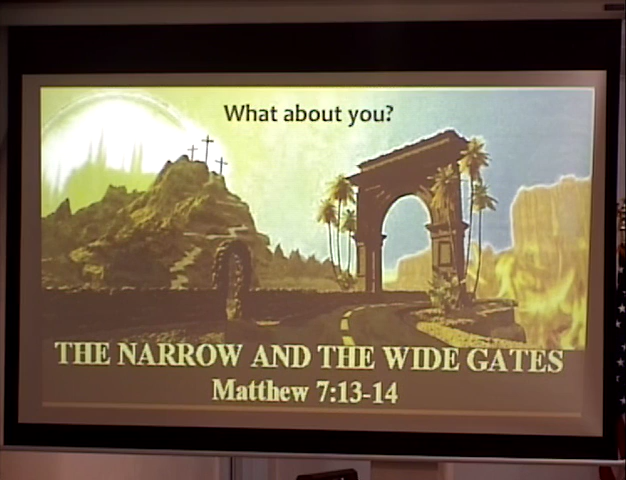 What about you?
THE NARROW AND THE WIDE GATES
Matthew 7:13-14